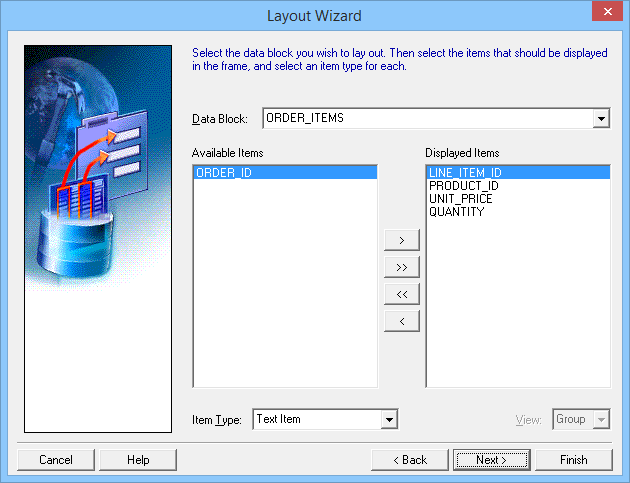 Layout Wizard
Select the data block you wish to lay out. Then select the items that should be displayed
in the frame, and select an item type for each.
Data Block: ORDER_ITEMS
Available Items Displayed Items
ORDER_ID LINE_ITEM_ID
PRODUCT_ID
UNIT_PRICE
QUANTITY
>
>>
<<
<
Item Type: Text Item View: Group
Cancel Help < Back Next > Finish